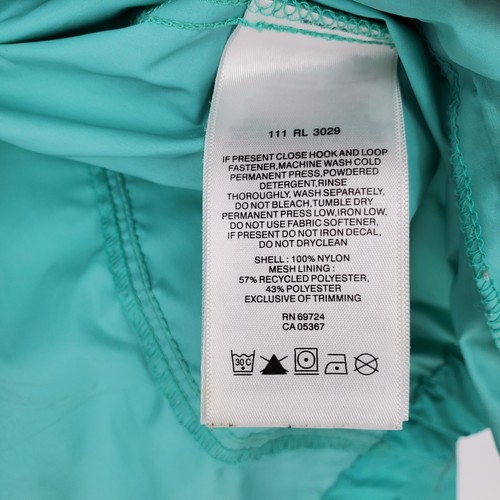 111 RL 3029
IF PRESENT CLOSE HOOK AND LOOP
FASTENER,MACHINE WASH COLD
PERMANENT PRESS,POWDERED
DETERGENT,RINSE
THOROUGHLY, WASH SEPARATELY,
DO NOT BLEACH,TUMBLE DRY
PERMANENT PRESS LOW,IRON LOW,
DO NOT USE FABRIC SOFTENER,
IF PRESENT DO NOT IRON DECAL,
DO NOT DRYCLEAN
SHELL : 100% NYLON
MESH LINING :
57% RECYCLED POLYESTER,
43% POLYESTER
EXCLUSIVE OF TRIMMING
RN 69724
CA 05367
30C